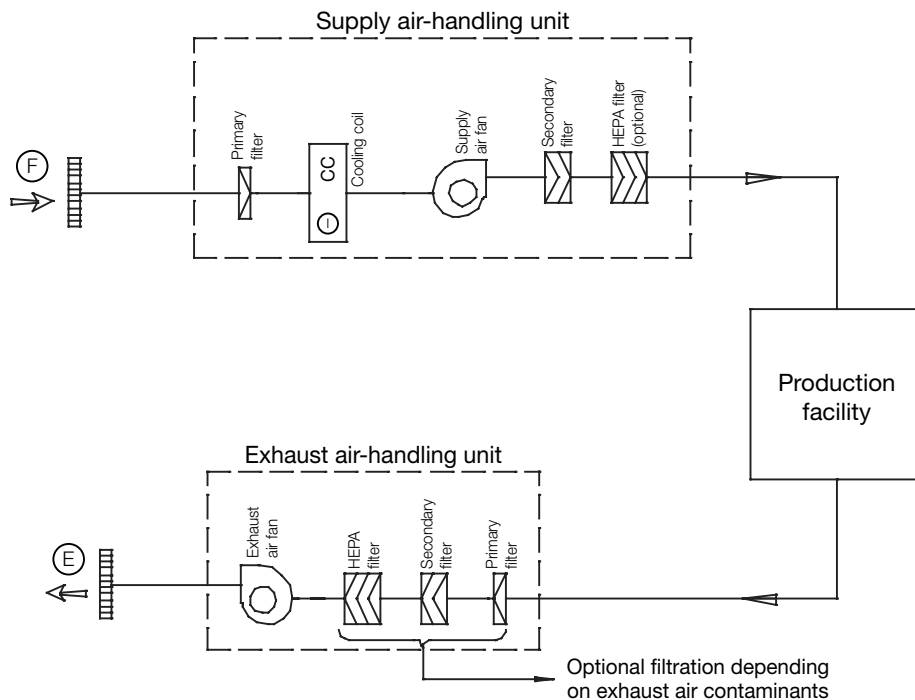 Supply air-handling unit
F
Primary
filter
CC
I
Cooling coil
Supply
air fan
Secondary
filter
HEPA filter
(optional)
Production
facility
Exhaust air-handling unit
E
Exhaust
air fan
HEPA
filter
Secondary
filter
Primary
filter
Optional filtration depending
on exhaust air contaminants